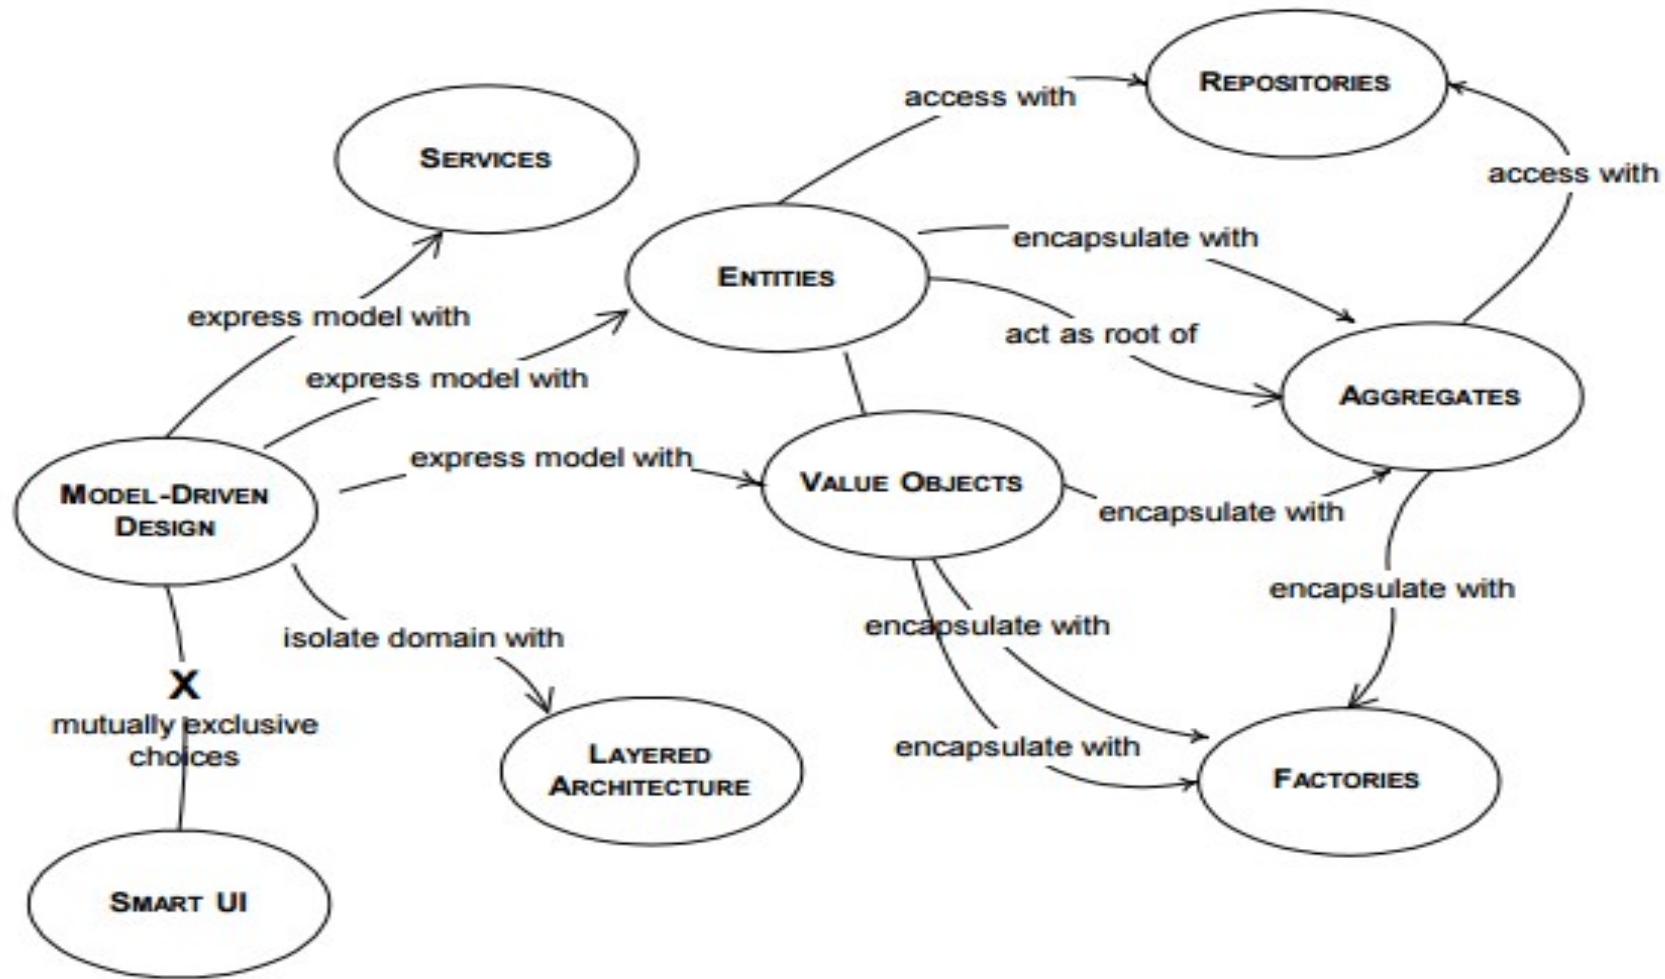 REPOSITORIES
access with
SERVICES
access with
encapsulate with
ENTITIES
express model with
act as root of
express model with
AGGREGATES
express model with
VALUE OBJECTS
MODEL-DRIVEN
DESIGN
encapsulate with
encapsulate with
encapsulate with
isolate domain with
X
mutually exclusive
choices
encapsulate with
LAYERED
ARCHITECTURE
FACTORIES
SMART UI